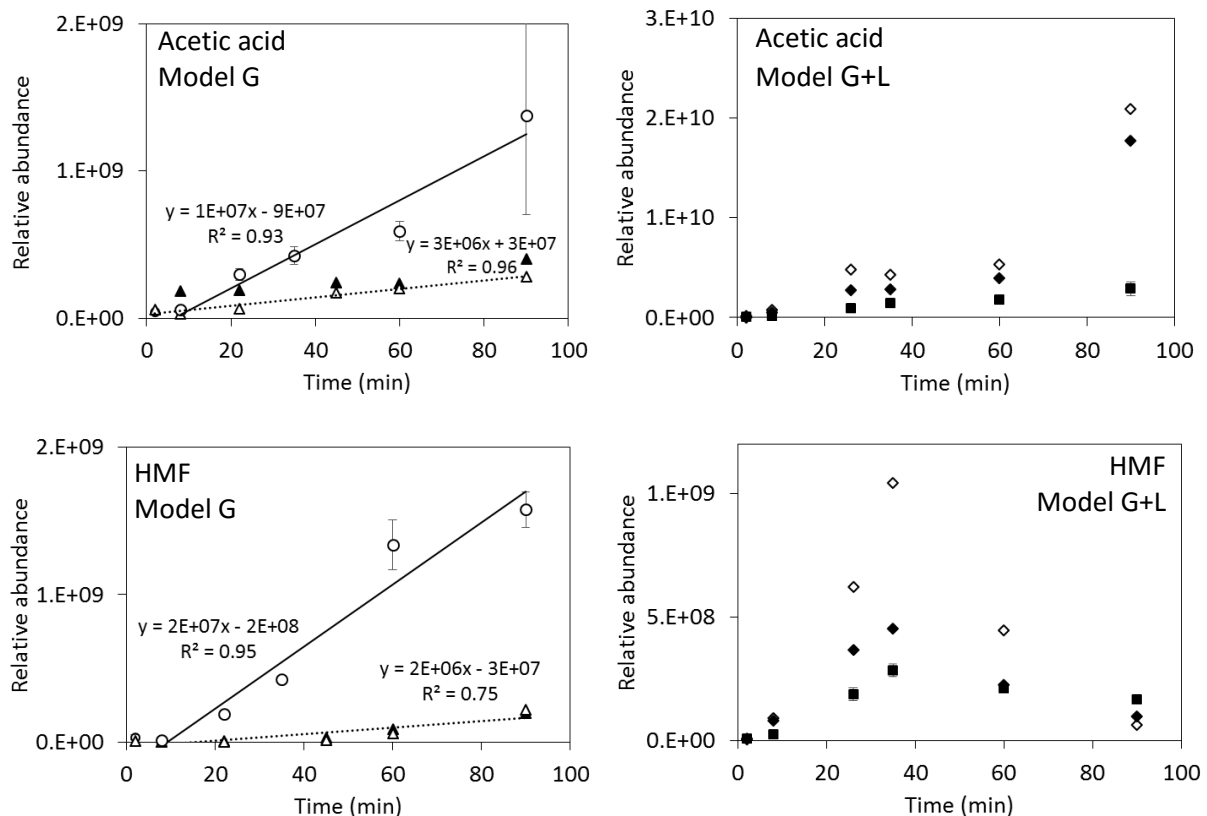 Acetic acid
Model G
Relative abundance
2.E+09
1.E+09
0.E+00
y = 1E+07x - 9E+07
R² = 0.93
y = 3E+06x + 3E+07
R² = 0.96
0 20 40 60 80 100
Time (min)
Acetic acid
Model G+L
Relative abundance
3.E+10
2.E+10
1.E+10
0.E+00
0 20 40 60 80 100
Time (min)
HMF
Model G
Relative abundance
2.E+09
1.E+09
0.E+00
y = 2E+07x - 2E+08
R² = 0.95
y = 2E+06x - 3E+07
R² = 0.75
0 20 40 60 80 100
Time (min)
HMF
Model G+L
Relative abundance
1.E+09
5.E+08
0.E+00
0 20 40 60 80 100
Time (min)